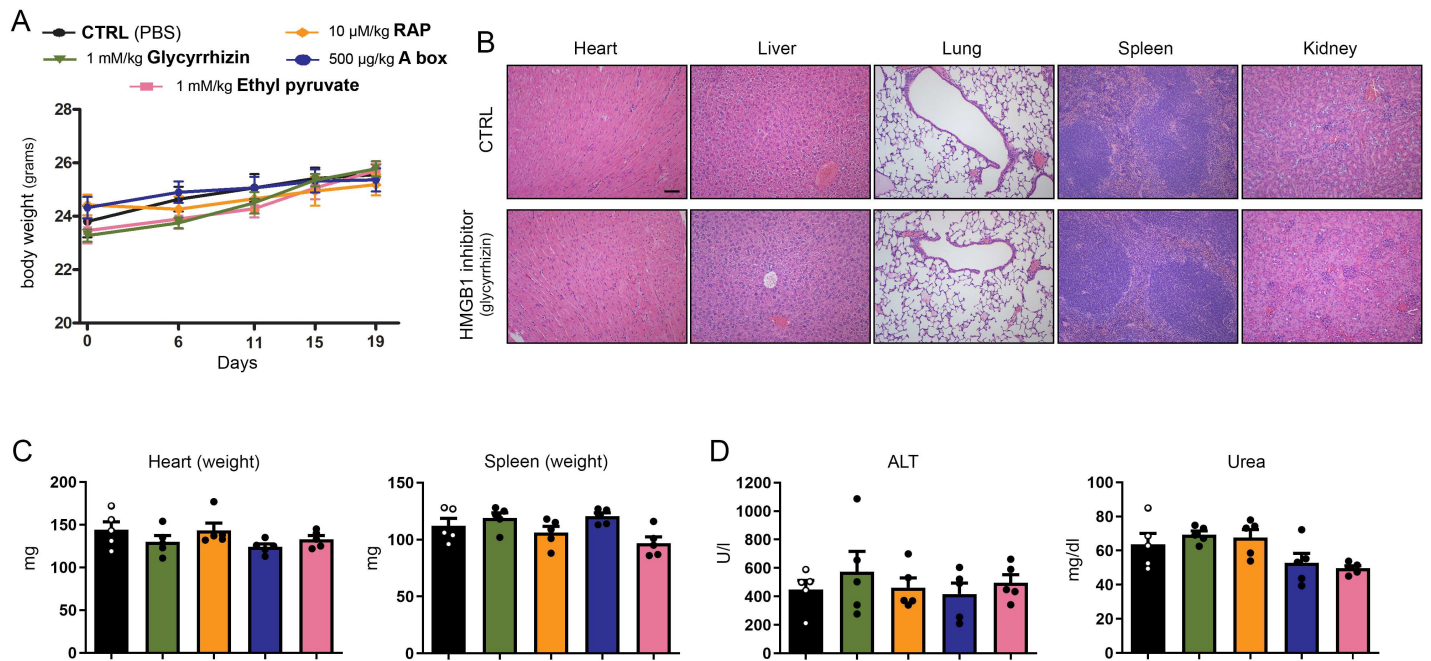 A
CTRL (PBS)
10 µM/kg RAP
1 mM/kg Glycyrrhizin
500 µg/kg A box
1 mM/kg Ethyl pyruvate
body weight (grams)
28
26
24
22
20
0 6 11 15 19
Days
B
Heart Liver Lung Spleen Kidney
CTRL
HMGB1 inhibitor
(glycyrrhizin)
C
Heart (weight)
mg
200
150
100
50
0
Spleen (weight)
mg
150
100
50
0
D
ALT
U/l
1200
1000
800
600
400
200
0
Urea
mg/dl
100
80
60
40
20
0